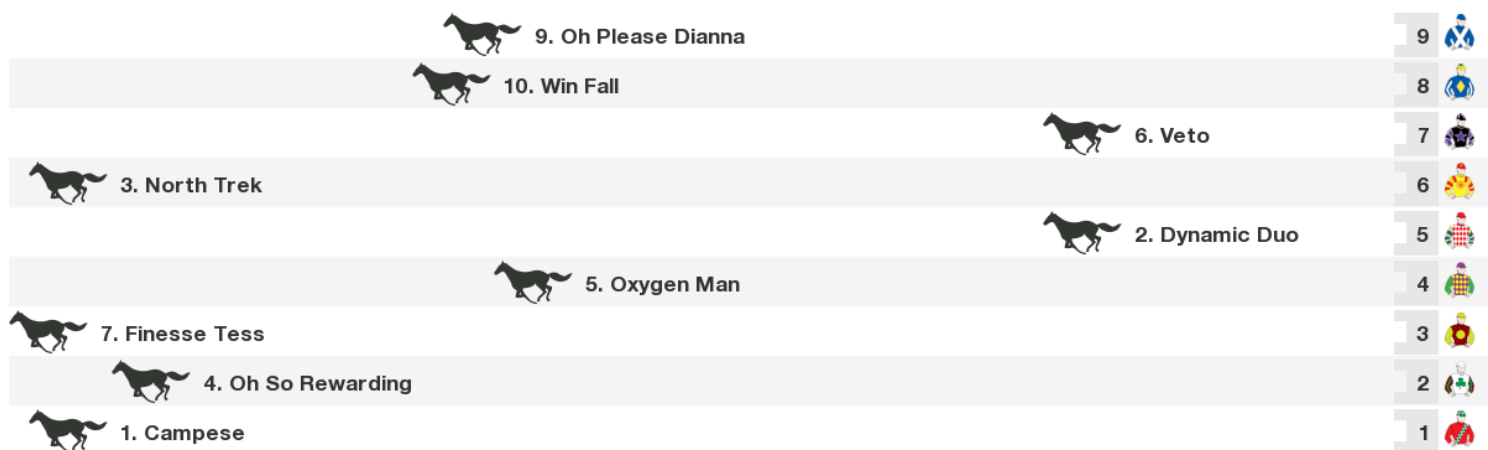 9. Oh Please Dianna 9
10. Win Fall 8
6. Veto 7
3. North Trek 6
2. Dynamic Duo 5
5. Oxygen Man 4
7. Finesse Tess 3
4. Oh So Rewarding 2
1. Campese 1